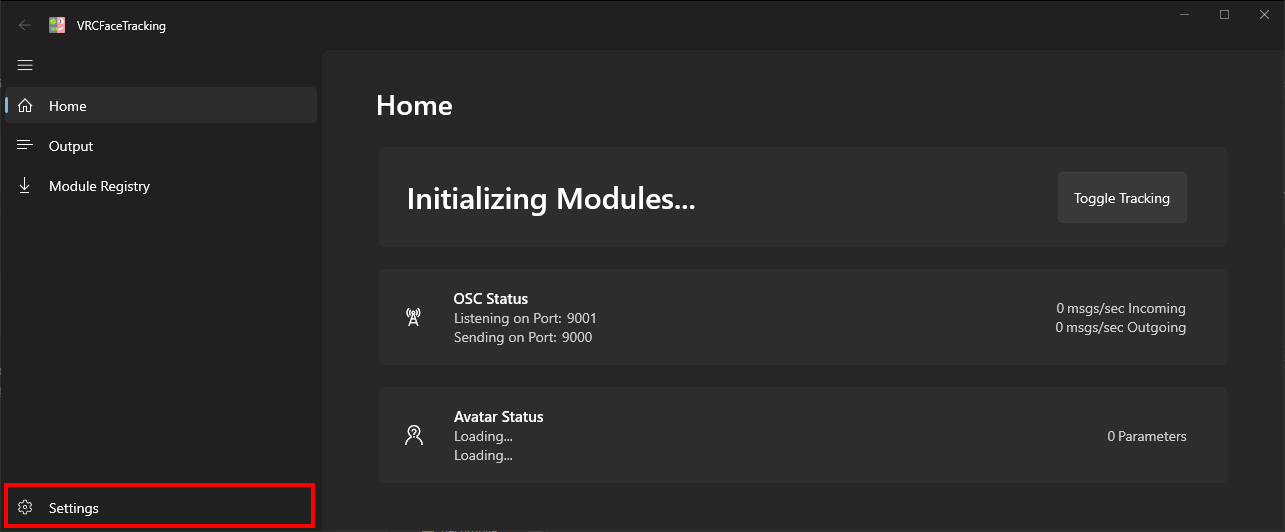 VRCFaceTracking
Home
Output
Module Registry
Settings
Home
Initializing Modules...
Toggle Tracking
OSC Status
Listening on Port: 9001
Sending on Port: 9000
0 msgs/sec Incoming
0 msgs/sec Outgoing
Avatar Status
Loading...
Loading...
0 Parameters